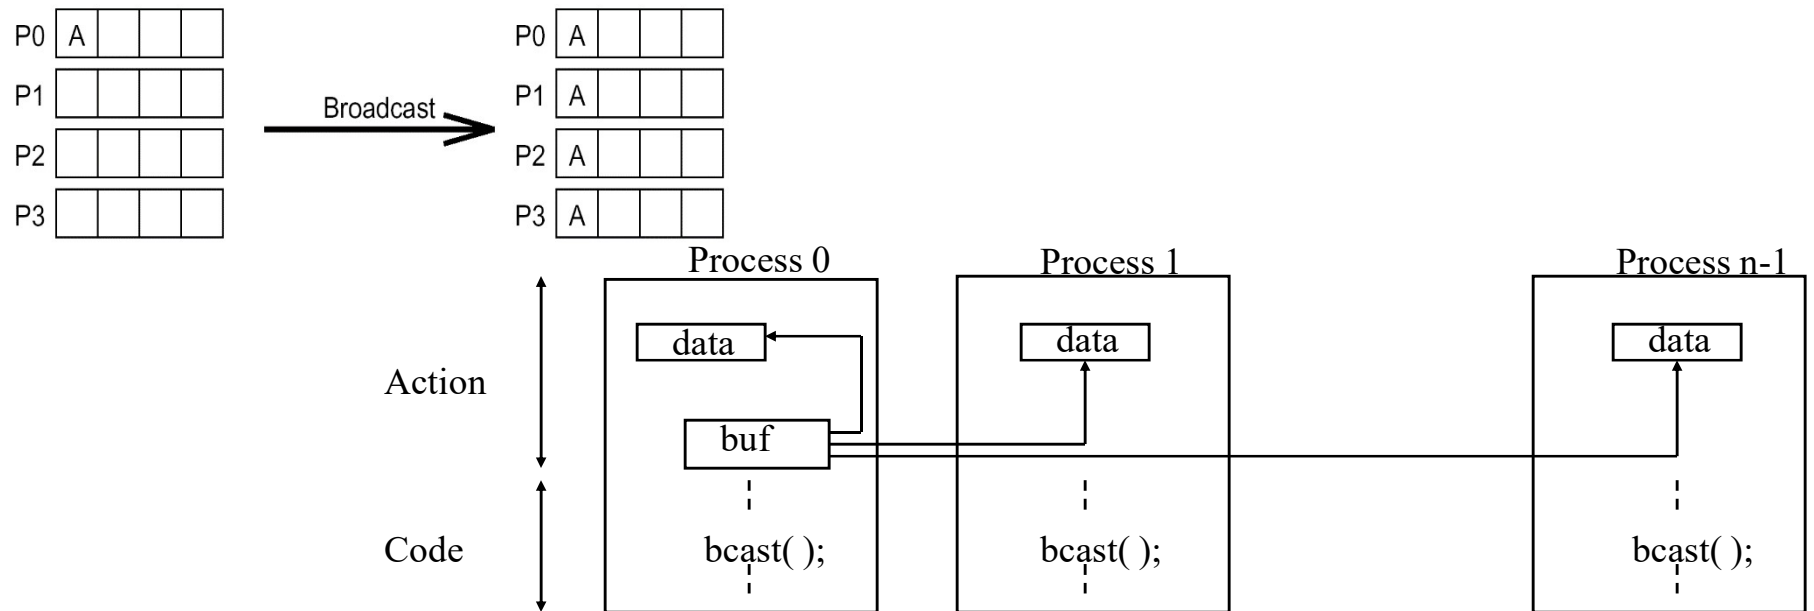 P0 A
P1
P2
P3
Broadcast
P0 A
P1 A
P2 A
P3 A
Process 0 Process 1 Process n-1
data data data
Action
buf
Code bcast( ); bcast( ); bcast( );